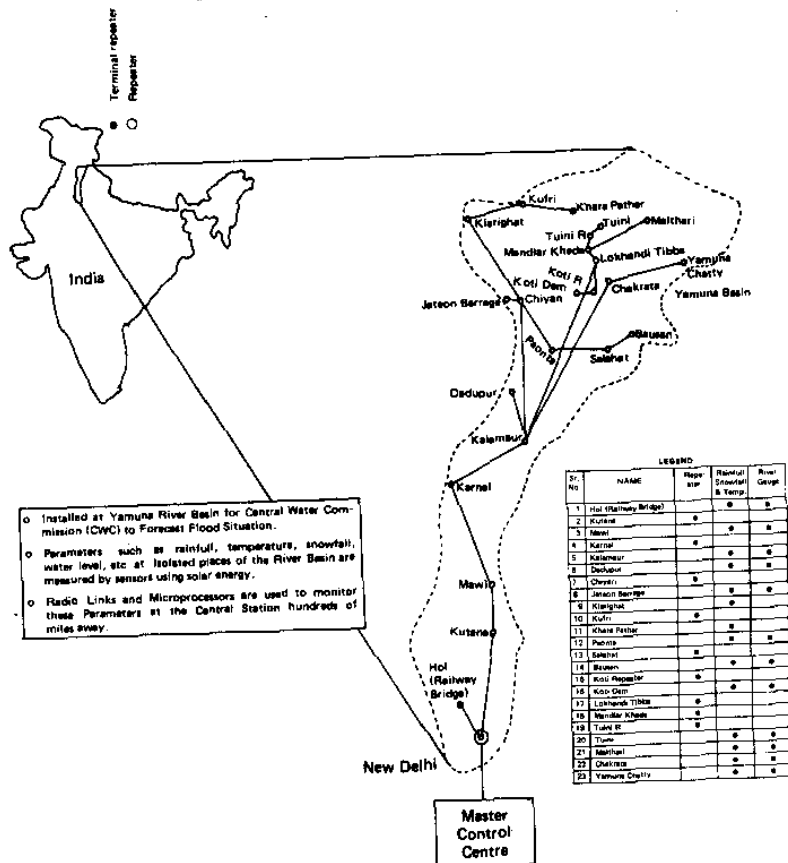 Terminal repeater
Repeater
India
Kufri
Khara Pather
Kiarighat
Tuini
Malthari
Tuini R
Mandlar Kheda
Lokhandi Tibba
Yamuna
Chatty
Koti R
Koti Dam
Chakrata
Yamuna Basin
Jateon Barrage
Chiyan
Bausan
Paonta
Salahat
Dadupur
Kalamaur
Karnal
o Installed at Yamuna River Basin for Central Water Com-
mission (CWC) to Forecast Flood Situation.
o Parameters such as rainfall, temperature, snowfall,
water level, etc at Isolated places of the River Basin are
measured by sensors using solar energy.
o Radio Links and Microprocessors are used to monitor
these Parameters at the Central Station hundreds of
miles away.
Mawi
Kutana
Hol
(Railway
Bridge)
New Delhi
Master
Control
Centre
LEGEND
Sr. No NAME Repeater Rainfall Snowfall & Temp. River Gauge
1 Hol (Railway Bridge)
2 Kutana
3 Mawi
4 Karnal
5 Kalamaur
6 Dadupur
7 Chiyan
8 Jateon Barrage
9 Kiarighat
10 Kufri
11 Khara Pather
12 Paonta
13 Salahat
14 Bausan
15 Koti Repeater
16 Koti Dam
17 Lokhandi Tibba
18 Mandlar Kheda
19 Tuini R
20 Tuini
21 Malthari
22 Chakrata
23 Yamuna Chatty